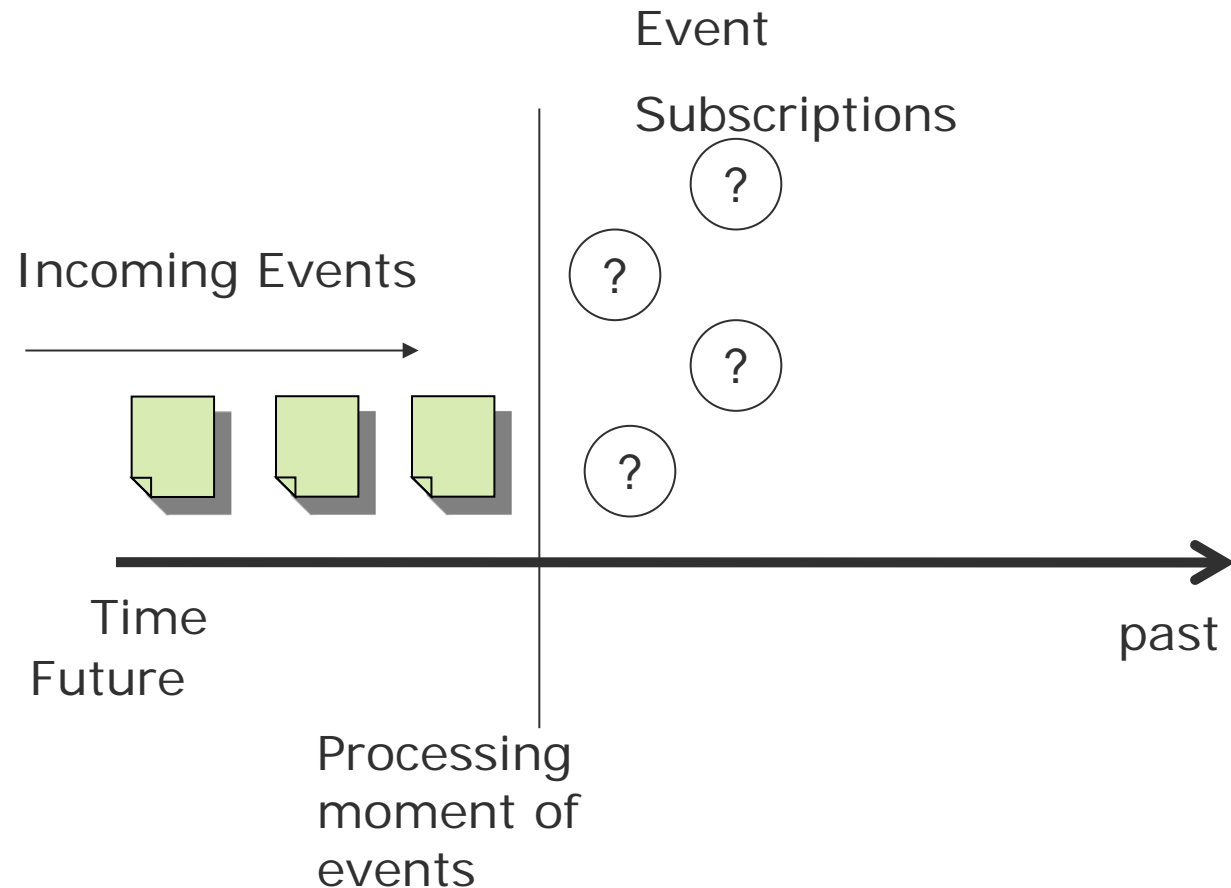 Event
Subscriptions
?
Incoming Events
?
?
?
Time
Future
past
Processing
moment of
events